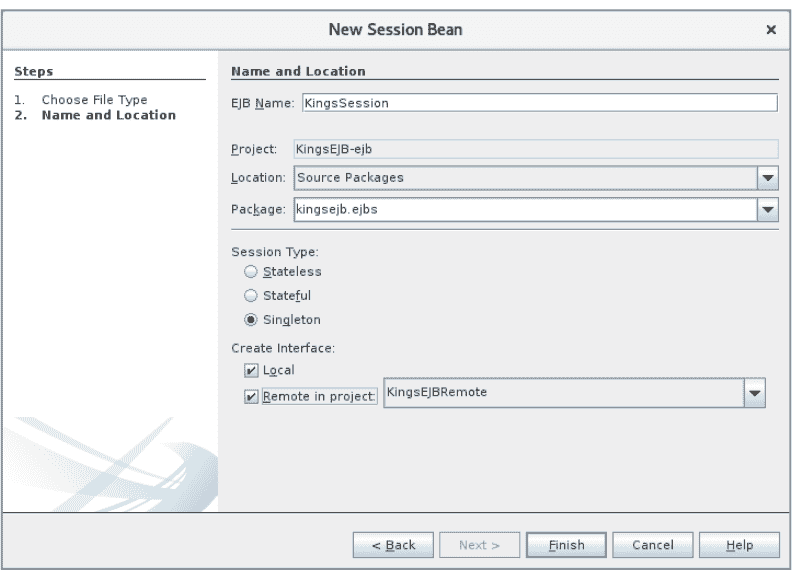 New Session Bean
×
Steps
1. Choose File Type
2. Name and Location
Name and Location
EJB Name: KingsSession
Project: KingsEJB-ejb
Location: Source Packages
Package: kingsejb.ejbs
Session Type:
Stateless
Stateful
Singleton
Create Interface:
Local
Remote in project: KingsEJBRemote
< Back Next > Finish Cancel Help